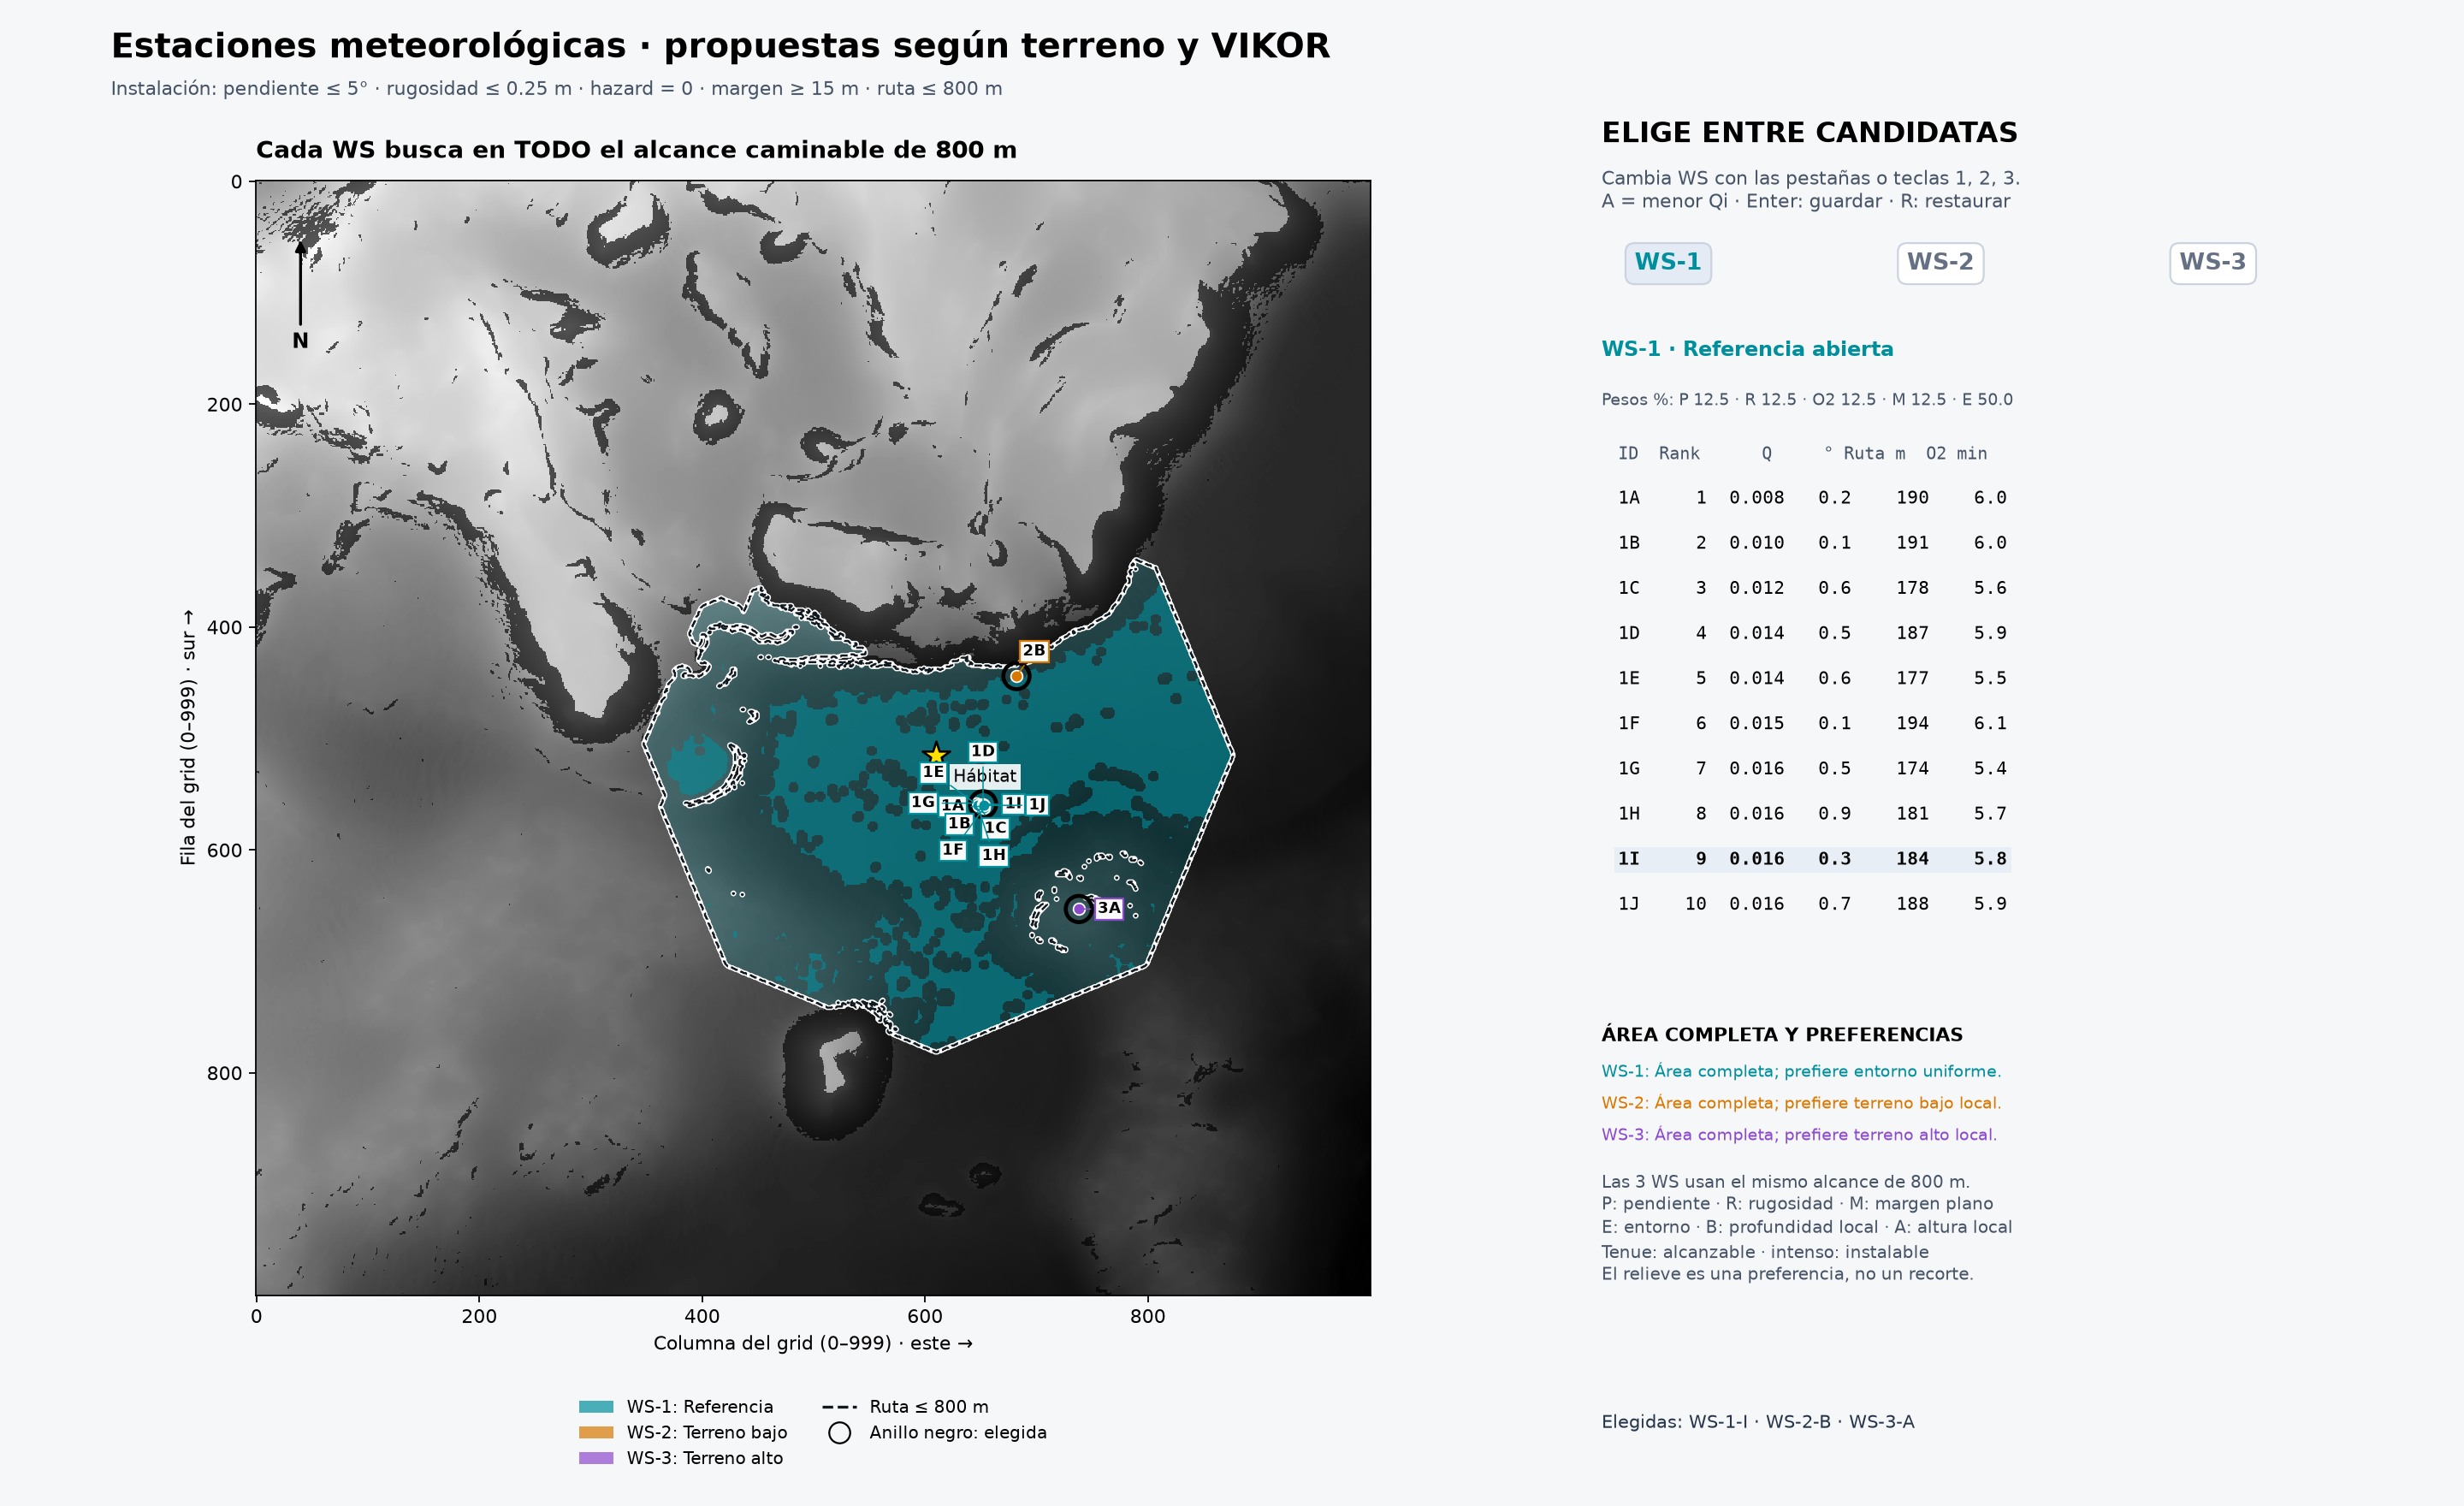 Estaciones meteorológicas · propuestas según terreno y VIKOR
Instalación: pendiente ≤ 5° · rugosidad ≤ 0.25 m · hazard = 0 · margen ≥ 15 m · ruta ≤ 800 m
Cada WS busca en TODO el alcance caminable de 800 m
0
200
400
600
800
Fila del grid (0–999) · sur →
N
2B
1D
1E
Hábitat
1G
1A
1I
1J
1B
1C
1F
1H
3A
0
200
400
600
800
Columna del grid (0–999) · este →
WS-1: Referencia
WS-2: Terreno bajo
WS-3: Terreno alto
Ruta ≤ 800 m
Anillo negro: elegida
ELIGE ENTRE CANDIDATAS
Cambia WS con las pestañas o teclas 1, 2, 3.
A = menor Qi · Enter: guardar · R: restaurar
WS-1 WS-2 WS-3
WS-1 · Referencia abierta
Pesos %: P 12.5 · R 12.5 · O2 12.5 · M 12.5 · E 50.0
ID Rank Q ° Ruta m O2 min
1A 1 0.008 0.2 190 6.0
1B 2 0.010 0.1 191 6.0
1C 3 0.012 0.6 178 5.6
1D 4 0.014 0.5 187 5.9
1E 5 0.014 0.6 177 5.5
1F 6 0.015 0.1 194 6.1
1G 7 0.016 0.5 174 5.4
1H 8 0.016 0.9 181 5.7
1I 9 0.016 0.3 184 5.8
1J 10 0.016 0.7 188 5.9
ÁREA COMPLETA Y PREFERENCIAS
WS-1: Área completa; prefiere entorno uniforme.
WS-2: Área completa; prefiere terreno bajo local.
WS-3: Área completa; prefiere terreno alto local.
Las 3 WS usan el mismo alcance de 800 m.
P: pendiente · R: rugosidad · M: margen plano
E: entorno · B: profundidad local · A: altura local
Tenue: alcanzable · intenso: instalable
El relieve es una preferencia, no un recorte.
Elegidas: WS-1-I · WS-2-B · WS-3-A